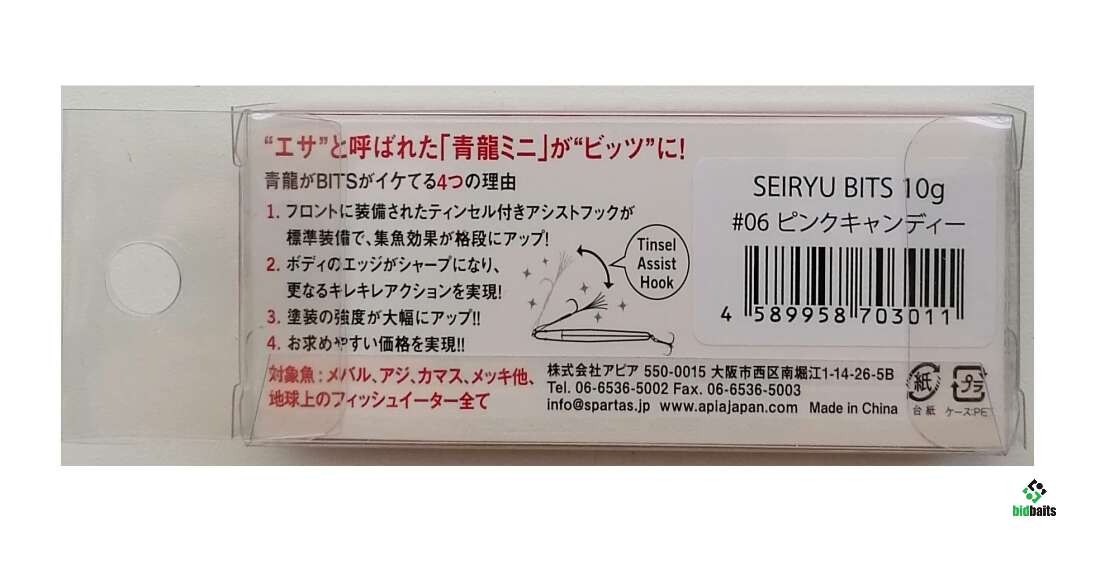 “エサ”と呼ばれた「青龍ミニ」が“ビッツ”に!
青龍がBITSがイケてる4つの理由
1. フロントに装備されたティンセル付きアシストフックが
標準装備で、集魚効果が格段にアップ!
2. ボディのエッジがシャープになり、
更なるキレキレアクションを実現!
3. 塗装の強度が大幅にアップ!!
4. お求めやすい価格を実現!!
Tinsel
Assist
Hook
対象魚:メバル、アジ、カマス、メッキ他、
地球上のフィッシュイーター全て
SEIRYU BITS 10g
#06 ピンクキャンディー
4 589958 703011
株式会社アピア 550-0015 大阪市西区南堀江1-14-26-5B
Tel. 06-6536-5002 Fax. 06-6536-5003
info@spartas.jp www.apiajapan.com Made in China
紙
台紙
プラ
ケース:PET
bidbaits